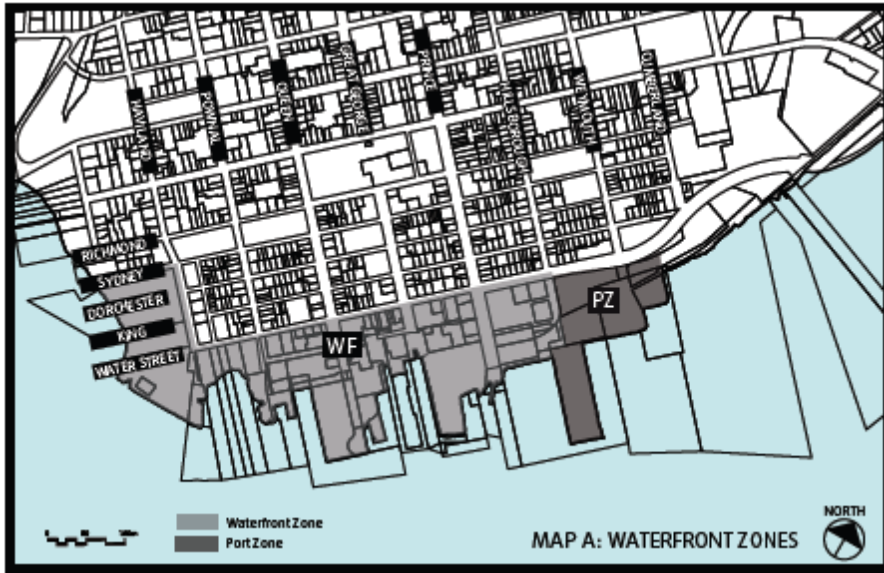 HAVILAND
POWNAL
QUEEN
GREAT GEORGE
PRINCE
HILLSBOROUGH
WEYMOUTH
CUMBERLAND
RICHMOND
SYDNEY
DORCHESTER
KING
WATER STREET
WF
PZ
Waterfront Zone
Port Zone
MAP A: WATERFRONT ZONES
NORTH